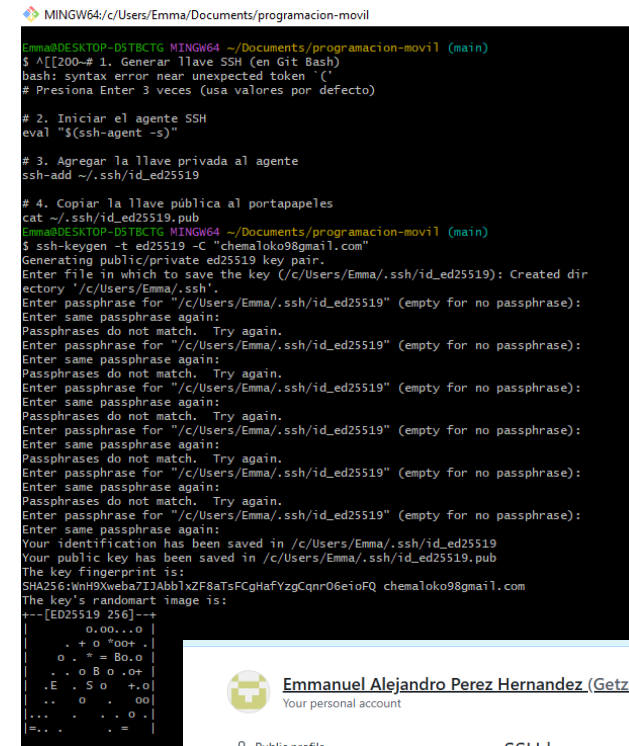 MINGW64:/c/Users/Emma/Documents/programacion-movil
Emma@DESKTOP-D5TBCTG MINGW64 ~/Documents/programacion-movil (main)
$ ^[[200~# 1. Generar llave SSH (en Git Bash)
bash: syntax error near unexpected token `('
# Presiona Enter 3 veces (usa valores por defecto)
# 2. Iniciar el agente SSH
eval "$(ssh-agent -s)"
# 3. Agregar la llave privada al agente
ssh-add ~/.ssh/id_ed25519
# 4. Copiar la llave pública al portapapeles
cat ~/.ssh/id_ed25519.pub
Emma@DESKTOP-D5TBCTG MINGW64 ~/Documents/programacion-movil (main)
$ ssh-keygen -t ed25519 -C "chemaloko98gmail.com"
Generating public/private ed25519 key pair.
Enter file in which to save the key (/c/Users/Emma/.ssh/id_ed25519): Created dir
ectory '/c/Users/Emma/.ssh'.
Enter passphrase for "/c/Users/Emma/.ssh/id_ed25519" (empty for no passphrase):
Enter same passphrase again:
Passphrases do not match.  Try again.
Enter passphrase for "/c/Users/Emma/.ssh/id_ed25519" (empty for no passphrase):
Enter same passphrase again:
Passphrases do not match.  Try again.
Enter passphrase for "/c/Users/Emma/.ssh/id_ed25519" (empty for no passphrase):
Enter same passphrase again:
Passphrases do not match.  Try again.
Enter passphrase for "/c/Users/Emma/.ssh/id_ed25519" (empty for no passphrase):
Enter same passphrase again:
Passphrases do not match.  Try again.
Enter passphrase for "/c/Users/Emma/.ssh/id_ed25519" (empty for no passphrase):
Enter same passphrase again:
Passphrases do not match.  Try again.
Enter passphrase for "/c/Users/Emma/.ssh/id_ed25519" (empty for no passphrase):
Enter same passphrase again:
Your identification has been saved in /c/Users/Emma/.ssh/id_ed25519
Your public key has been saved in /c/Users/Emma/.ssh/id_ed25519.pub
The key fingerprint is:
SHA256:WnH9Xweba7IJAbblxZF8aTsFCgHafYzgCqnrO6eioFQ chemaloko98gmail.com
The key's randomart image is:
+--[ED25519 256]--+
|        o.oo...o |
|     . + o *oo+ .|
|    o . * = Bo.o |
|   . . o B o .o+ |
|  .E  . S o   +.o|
|  ..   o   .   oo|
|...   .   . . o .|
|=.. .      . =   |
Emmanuel Alejandro Perez Hernandez (Getz
Your personal account